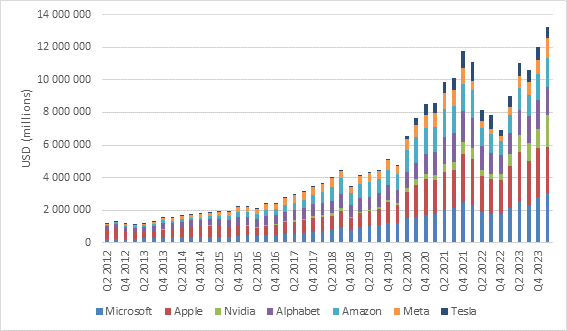 14 000 000
12 000 000
10 000 000
8 000 000
6 000 000
4 000 000
2 000 000
0
USD (millions)
Q2 2012
Q4 2012
Q2 2013
Q4 2013
Q2 2014
Q4 2014
Q2 2015
Q4 2015
Q2 2016
Q4 2016
Q2 2017
Q4 2017
Q2 2018
Q4 2018
Q2 2019
Q4 2019
Q2 2020
Q4 2020
Q2 2021
Q4 2021
Q2 2022
Q4 2022
Q2 2023
Q4 2023
Microsoft Apple Nvidia Alphabet Amazon Meta Tesla